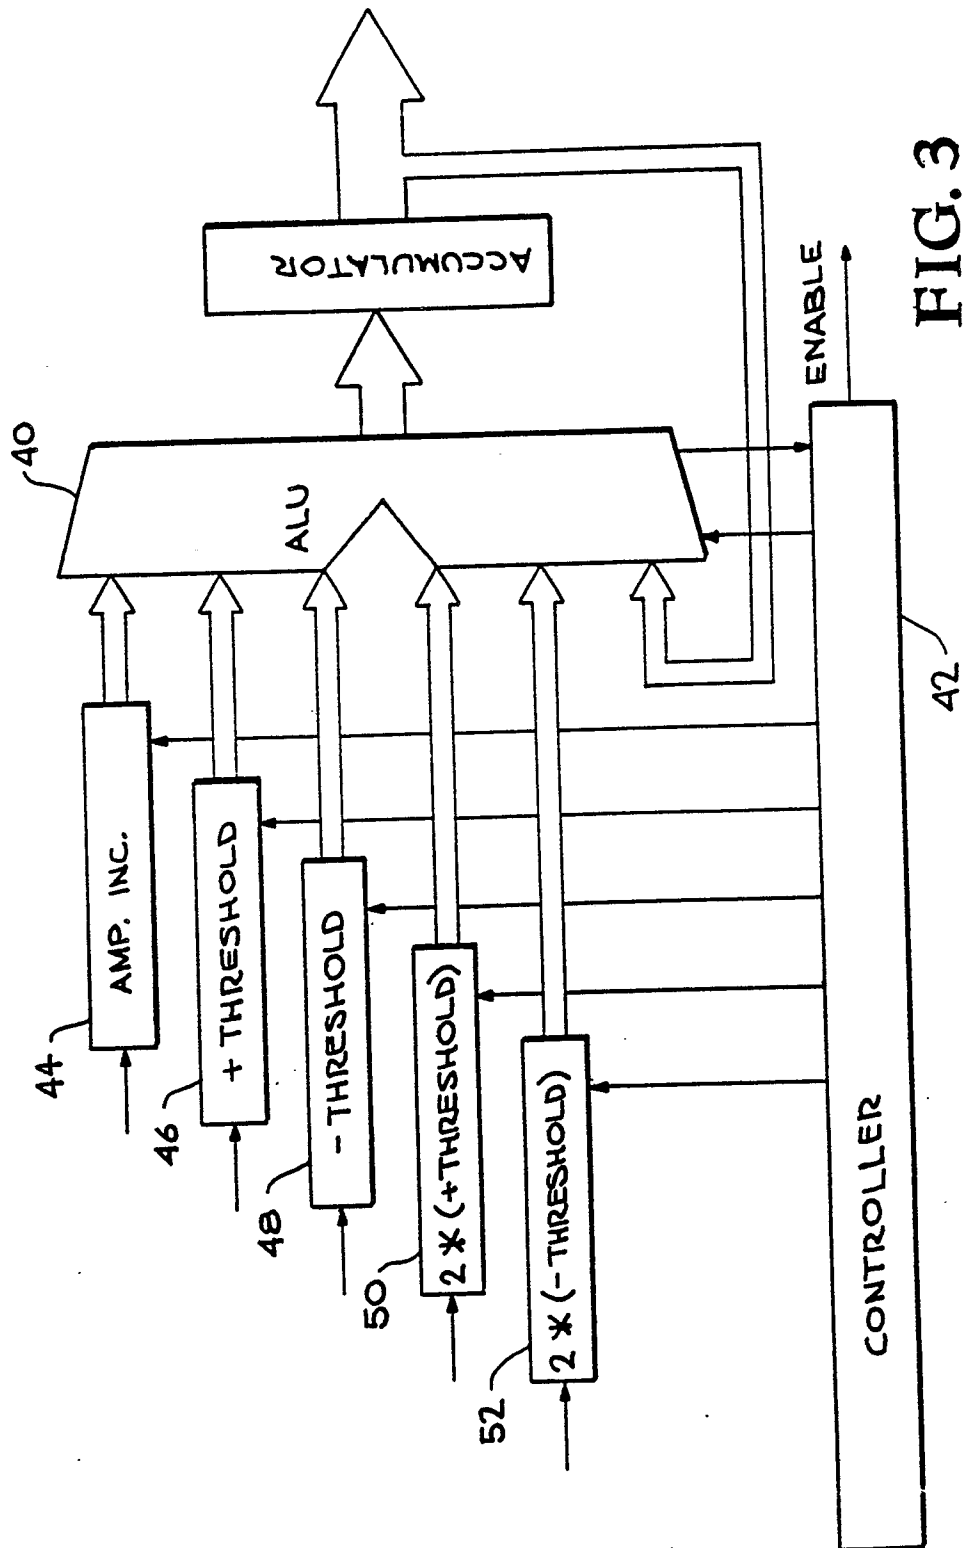 40
ALU
ACCUMULATOR
44
AMP. INC.
46
+ THRESHOLD
48
- THRESHOLD
50
2 * (+THRESHOLD)
52
2 * (- THRESHOLD)
ENABLE
CONTROLLER
42
FIG. 3